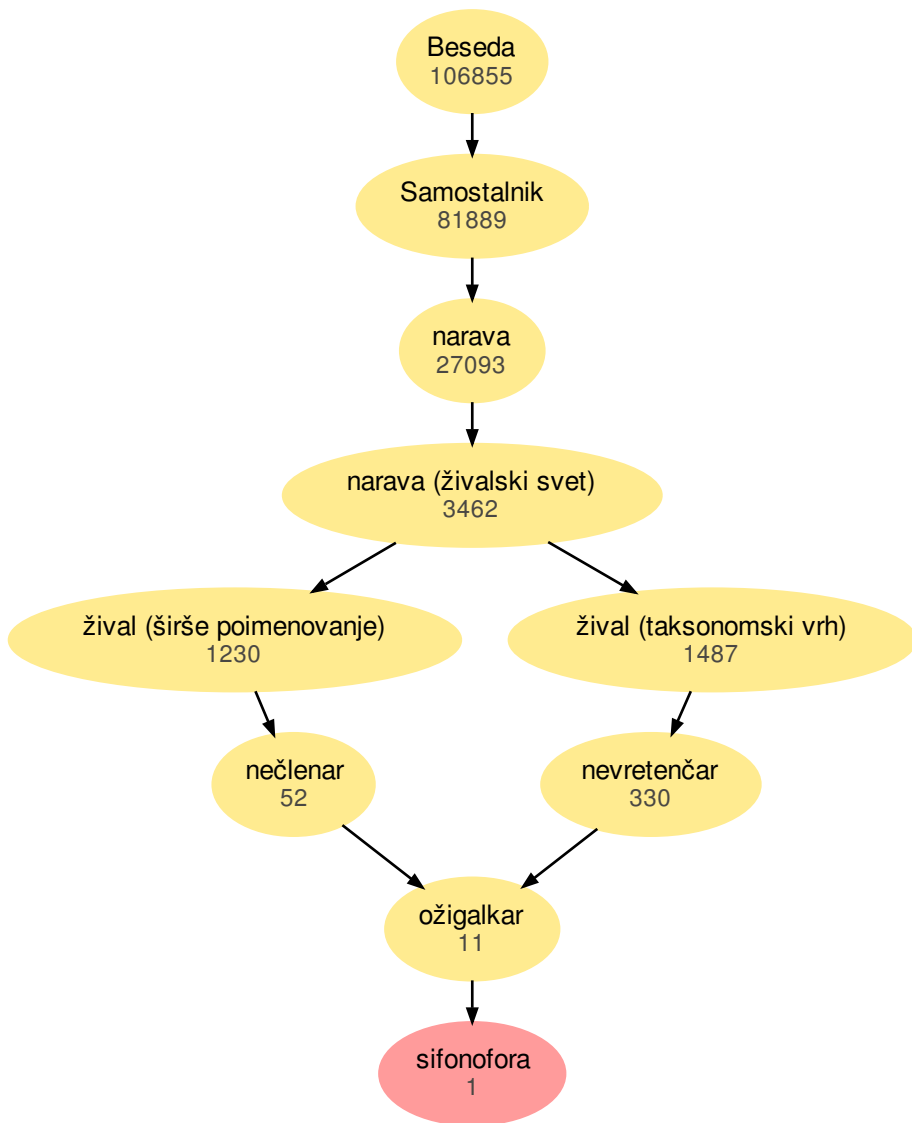 Beseda
106855
Samostalnik
81889
narava
27093
narava (živalski svet)
3462
žival (širše poimenovanje)
1230
žival (taksonomski vrh)
1487
nečlenar
52
nevretenčar
330
ožigalkar
11
sifonofora
1